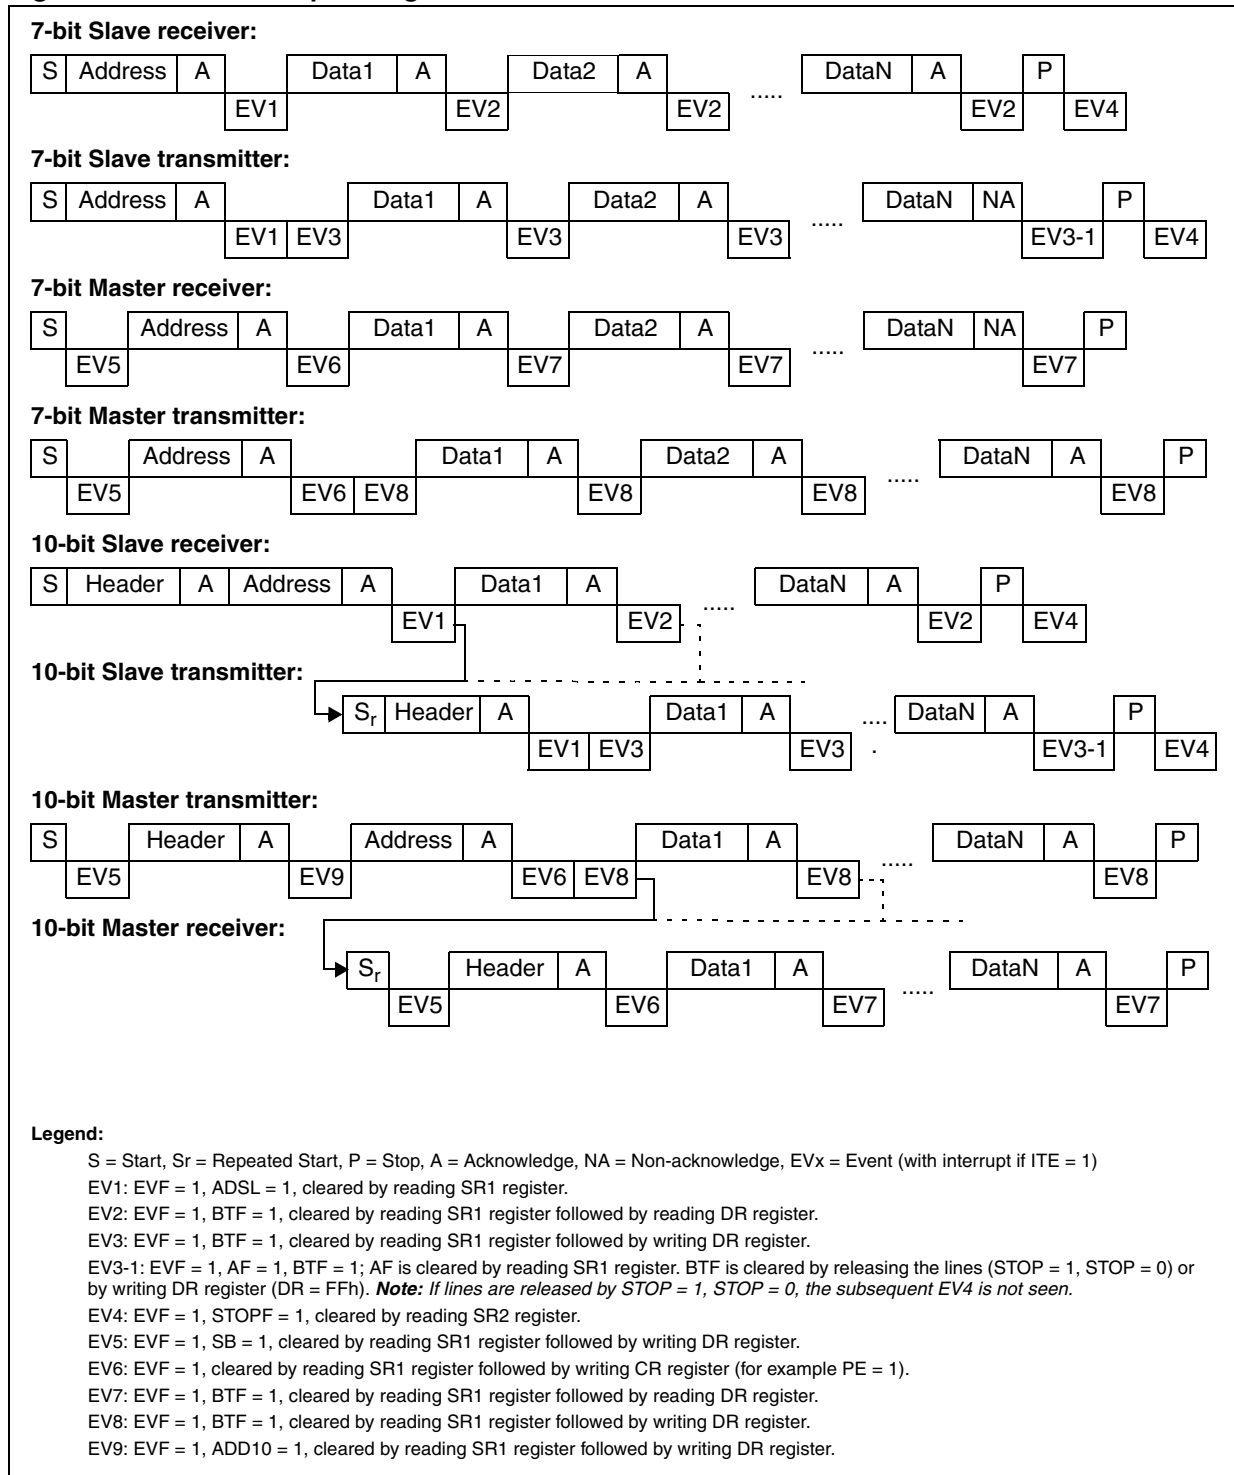 7-bit Slave receiver:
S Address A Data1 A Data2 A ..... DataN A P
EV1 EV2 EV2 EV2 EV4
7-bit Slave transmitter:
S Address A Data1 A Data2 A ..... DataN NA P
EV1 EV3 EV3 EV3 EV3-1 EV4
7-bit Master receiver:
S Address A Data1 A Data2 A ..... DataN NA P
EV5 EV6 EV7 EV7 EV7
7-bit Master transmitter:
S Address A Data1 A Data2 A ..... DataN A P
EV5 EV6 EV8 EV8 EV8 EV8
10-bit Slave receiver:
S Header A Address A Data1 A ..... DataN A P
EV1 EV2 EV2 EV4
10-bit Slave transmitter:
Sr Header A Data1 A .... DataN A P
EV1 EV3 EV3 . EV3-1 EV4
10-bit Master transmitter:
S Header A Address A Data1 A ..... DataN A P
EV5 EV9 EV6 EV8 EV8 EV8
10-bit Master receiver:
Sr Header A Data1 A ..... DataN A P
EV5 EV6 EV7 EV7
Legend:
S = Start, Sr = Repeated Start, P = Stop, A = Acknowledge, NA = Non-acknowledge, EVx = Event (with interrupt if ITE = 1)
EV1: EVF = 1, ADSL = 1, cleared by reading SR1 register.
EV2: EVF = 1, BTF = 1, cleared by reading SR1 register followed by reading DR register.
EV3: EVF = 1, BTF = 1, cleared by reading SR1 register followed by writing DR register.
EV3-1: EVF = 1, AF = 1, BTF = 1; AF is cleared by reading SR1 register. BTF is cleared by releasing the lines (STOP = 1, STOP = 0) or
by writing DR register (DR = FFh). Note: If lines are released by STOP = 1, STOP = 0, the subsequent EV4 is not seen.
EV4: EVF = 1, STOPF = 1, cleared by reading SR2 register.
EV5: EVF = 1, SB = 1, cleared by reading SR1 register followed by writing DR register.
EV6: EVF = 1, cleared by reading SR1 register followed by writing CR register (for example PE = 1).
EV7: EVF = 1, BTF = 1, cleared by reading SR1 register followed by reading DR register.
EV8: EVF = 1, BTF = 1, cleared by reading SR1 register followed by writing DR register.
EV9: EVF = 1, ADD10 = 1, cleared by reading SR1 register followed by writing DR register.